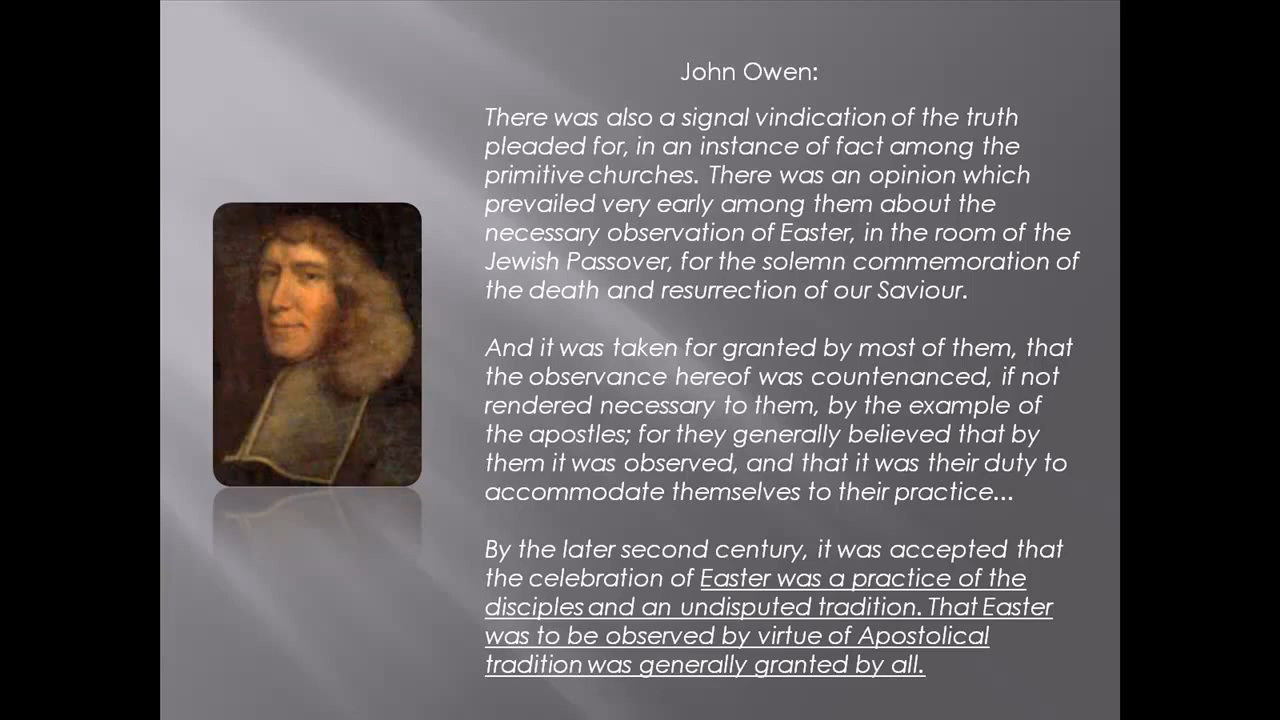 John Owen:
There was also a signal vindication of the truth
pleaded for, in an instance of fact among the
primitive churches. There was an opinion which
prevailed very early among them about the
necessary observation of Easter, in the room of the
Jewish Passover, for the solemn commemoration of
the death and resurrection of our Saviour.
And it was taken for granted by most of them, that
the observance hereof was countenanced, if not
rendered necessary to them, by the example of
the apostles; for they generally believed that by
them it was observed, and that it was their duty to
accommodate themselves to their practice...
By the later second century, it was accepted that
the celebration of Easter was a practice of the
disciples and an undisputed tradition. That Easter
was to be observed by virtue of Apostolical
tradition was generally granted by all.